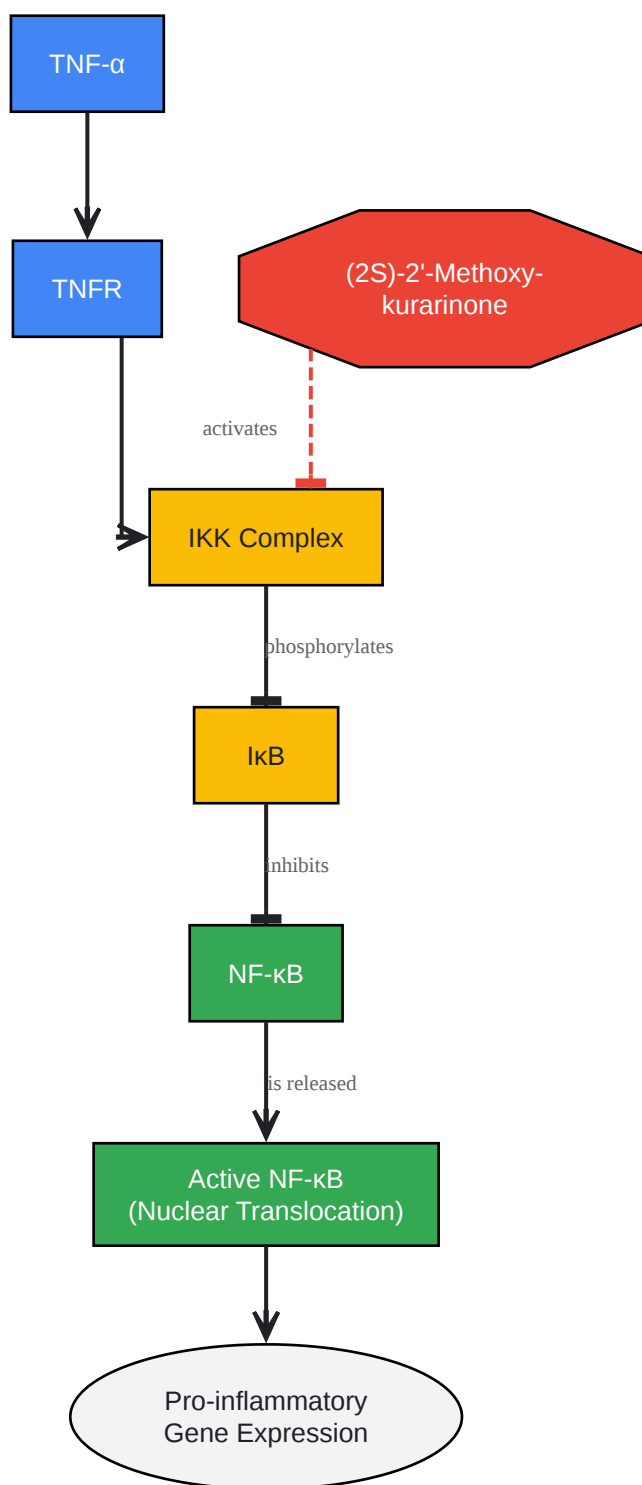 TNF-α
TNFR
(2S)-2'-Methoxy-
kurarinone
activates
IKK Complex
phosphorylates
IκB
inhibits
NF-κB
is released
Active NF-κB
(Nuclear Translocation)
Pro-inflammatory
Gene Expression